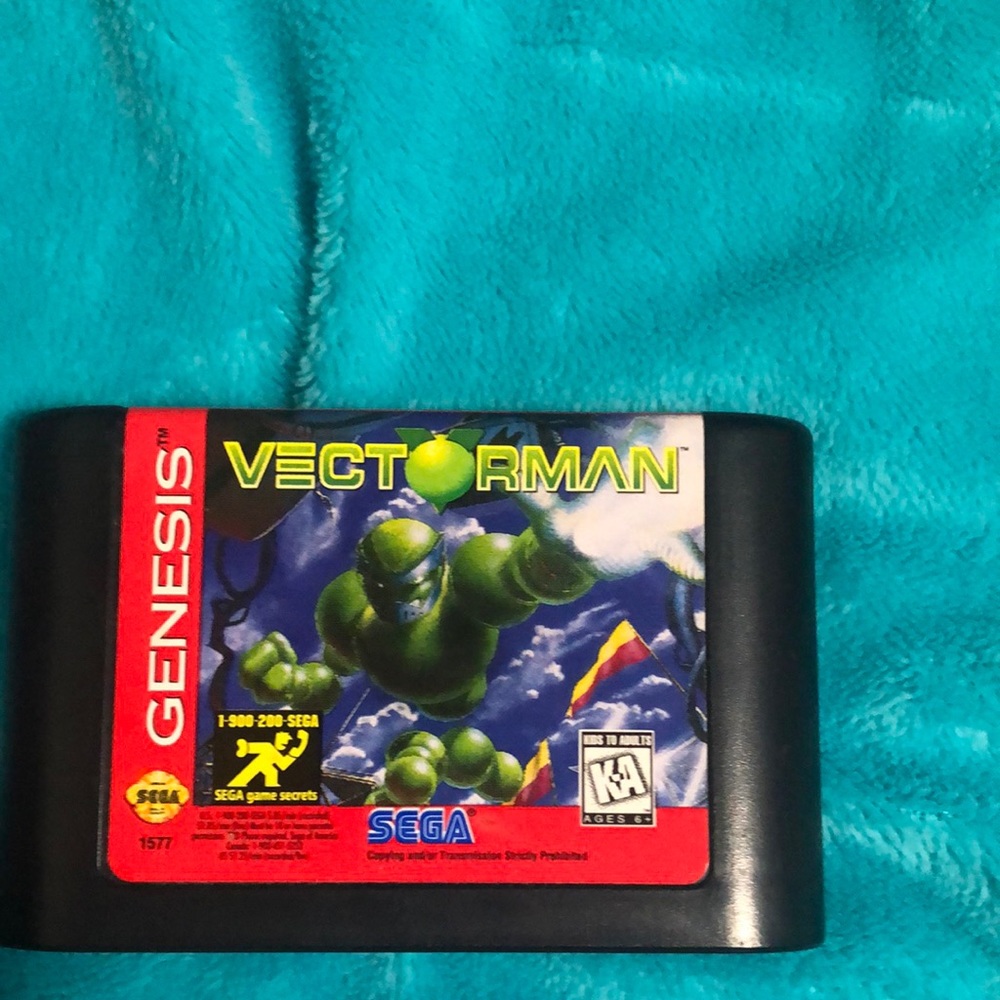 GENESIS™
VECTORMAN™
1-900-200-SEGA
SEGA game secrets
KIDS TO ADULTS
K-A
AGES 6+
SEGA
1577
SEGA®
Copying and/or Transmission Strictly Prohibited